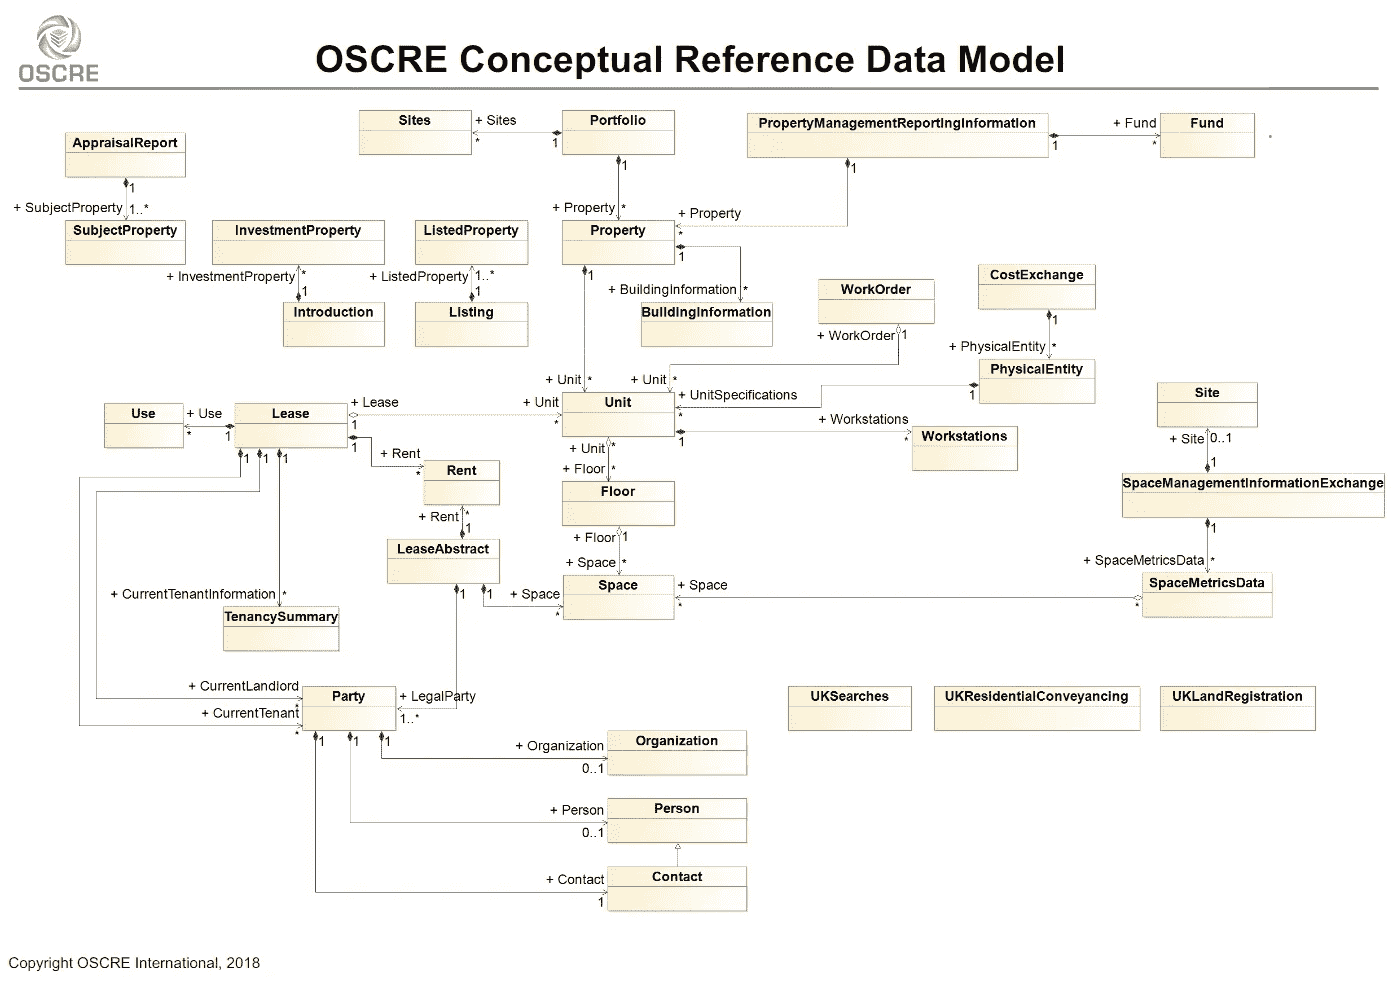 OSCRE
OSCRE Conceptual Reference Data Model
Sites
+ Sites
*
1
Portfolio
1
PropertyManagementReportingInformation
1
+ Fund
*
Fund
1
AppraisalReport
1
+ SubjectProperty
1..*
SubjectProperty
InvestmentProperty
+ InvestmentProperty
*
1
Introduction
ListedProperty
+ ListedProperty
1..*
1
Listing
+ Property
*
+ Property
*
Property
1
1
+ BuildingInformation
*
BuildingInformation
WorkOrder
+ WorkOrder
1
CostExchange
1
+ PhysicalEntity
*
PhysicalEntity
1
+ Unit
*
+ Unit
*
+ UnitSpecifications
*
Unit
1
+ Workstations
*
Workstations
Use
+ Use
*
1
Lease
+ Lease
1
+ Unit
*
1
1
1
1
+ Rent
*
Rent
+ Rent
*
1
LeaseAbstract
1
1
+ Unit
*
+ Floor
*
Floor
+ Floor
1
+ Space
*
+ Space
*
Space
+ Space
*
Site
+ Site
0..1
1
SpaceManagementInformationExchange
1
+ SpaceMetricsData
*
SpaceMetricsData
*
+ CurrentTenantInformation
*
TenancySummary
+ CurrentLandlord
*
+ CurrentTenant
*
Party
+ LegalParty
1..*
1
1
1
UKSearches
UKResidentialConveyancing
UKLandRegistration
+ Organization
0..1
Organization
+ Person
0..1
Person
+ Contact
1
Contact
Copyright OSCRE International, 2018